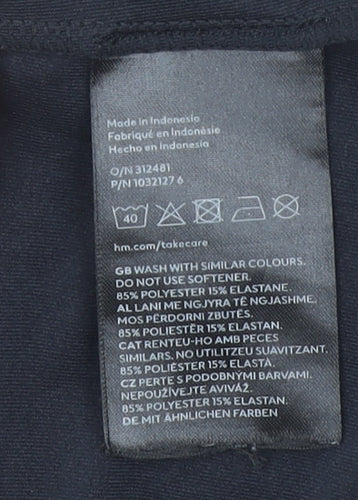 Made in Indonesia
Fabriqué en Indonésie
Hecho en Indonesia
O/N 312481
P/N 1032127 6
40
hm.com/takecare
GB WASH WITH SIMILAR COLOURS.
DO NOT USE SOFTENER.
85% POLYESTER 15% ELASTANE.
AL LANI ME NGJYRA TË NGJASHME.
MOS PËRDORNI ZBUTËS.
85% POLIESTËR 15% ELASTAN.
CAT RENTEU-HO AMB PECES
SIMILARS. NO UTILITZEU SUAVITZANT.
85% POLIÈSTER 15% ELASTÀ.
CZ PERTE S PODOBNÝMI BARVAMI.
NEPOUŽÍVEJTE AVIVÁŽ.
85% POLYESTER 15% ELASTAN.
DE MIT ÄHNLICHEN FARBEN